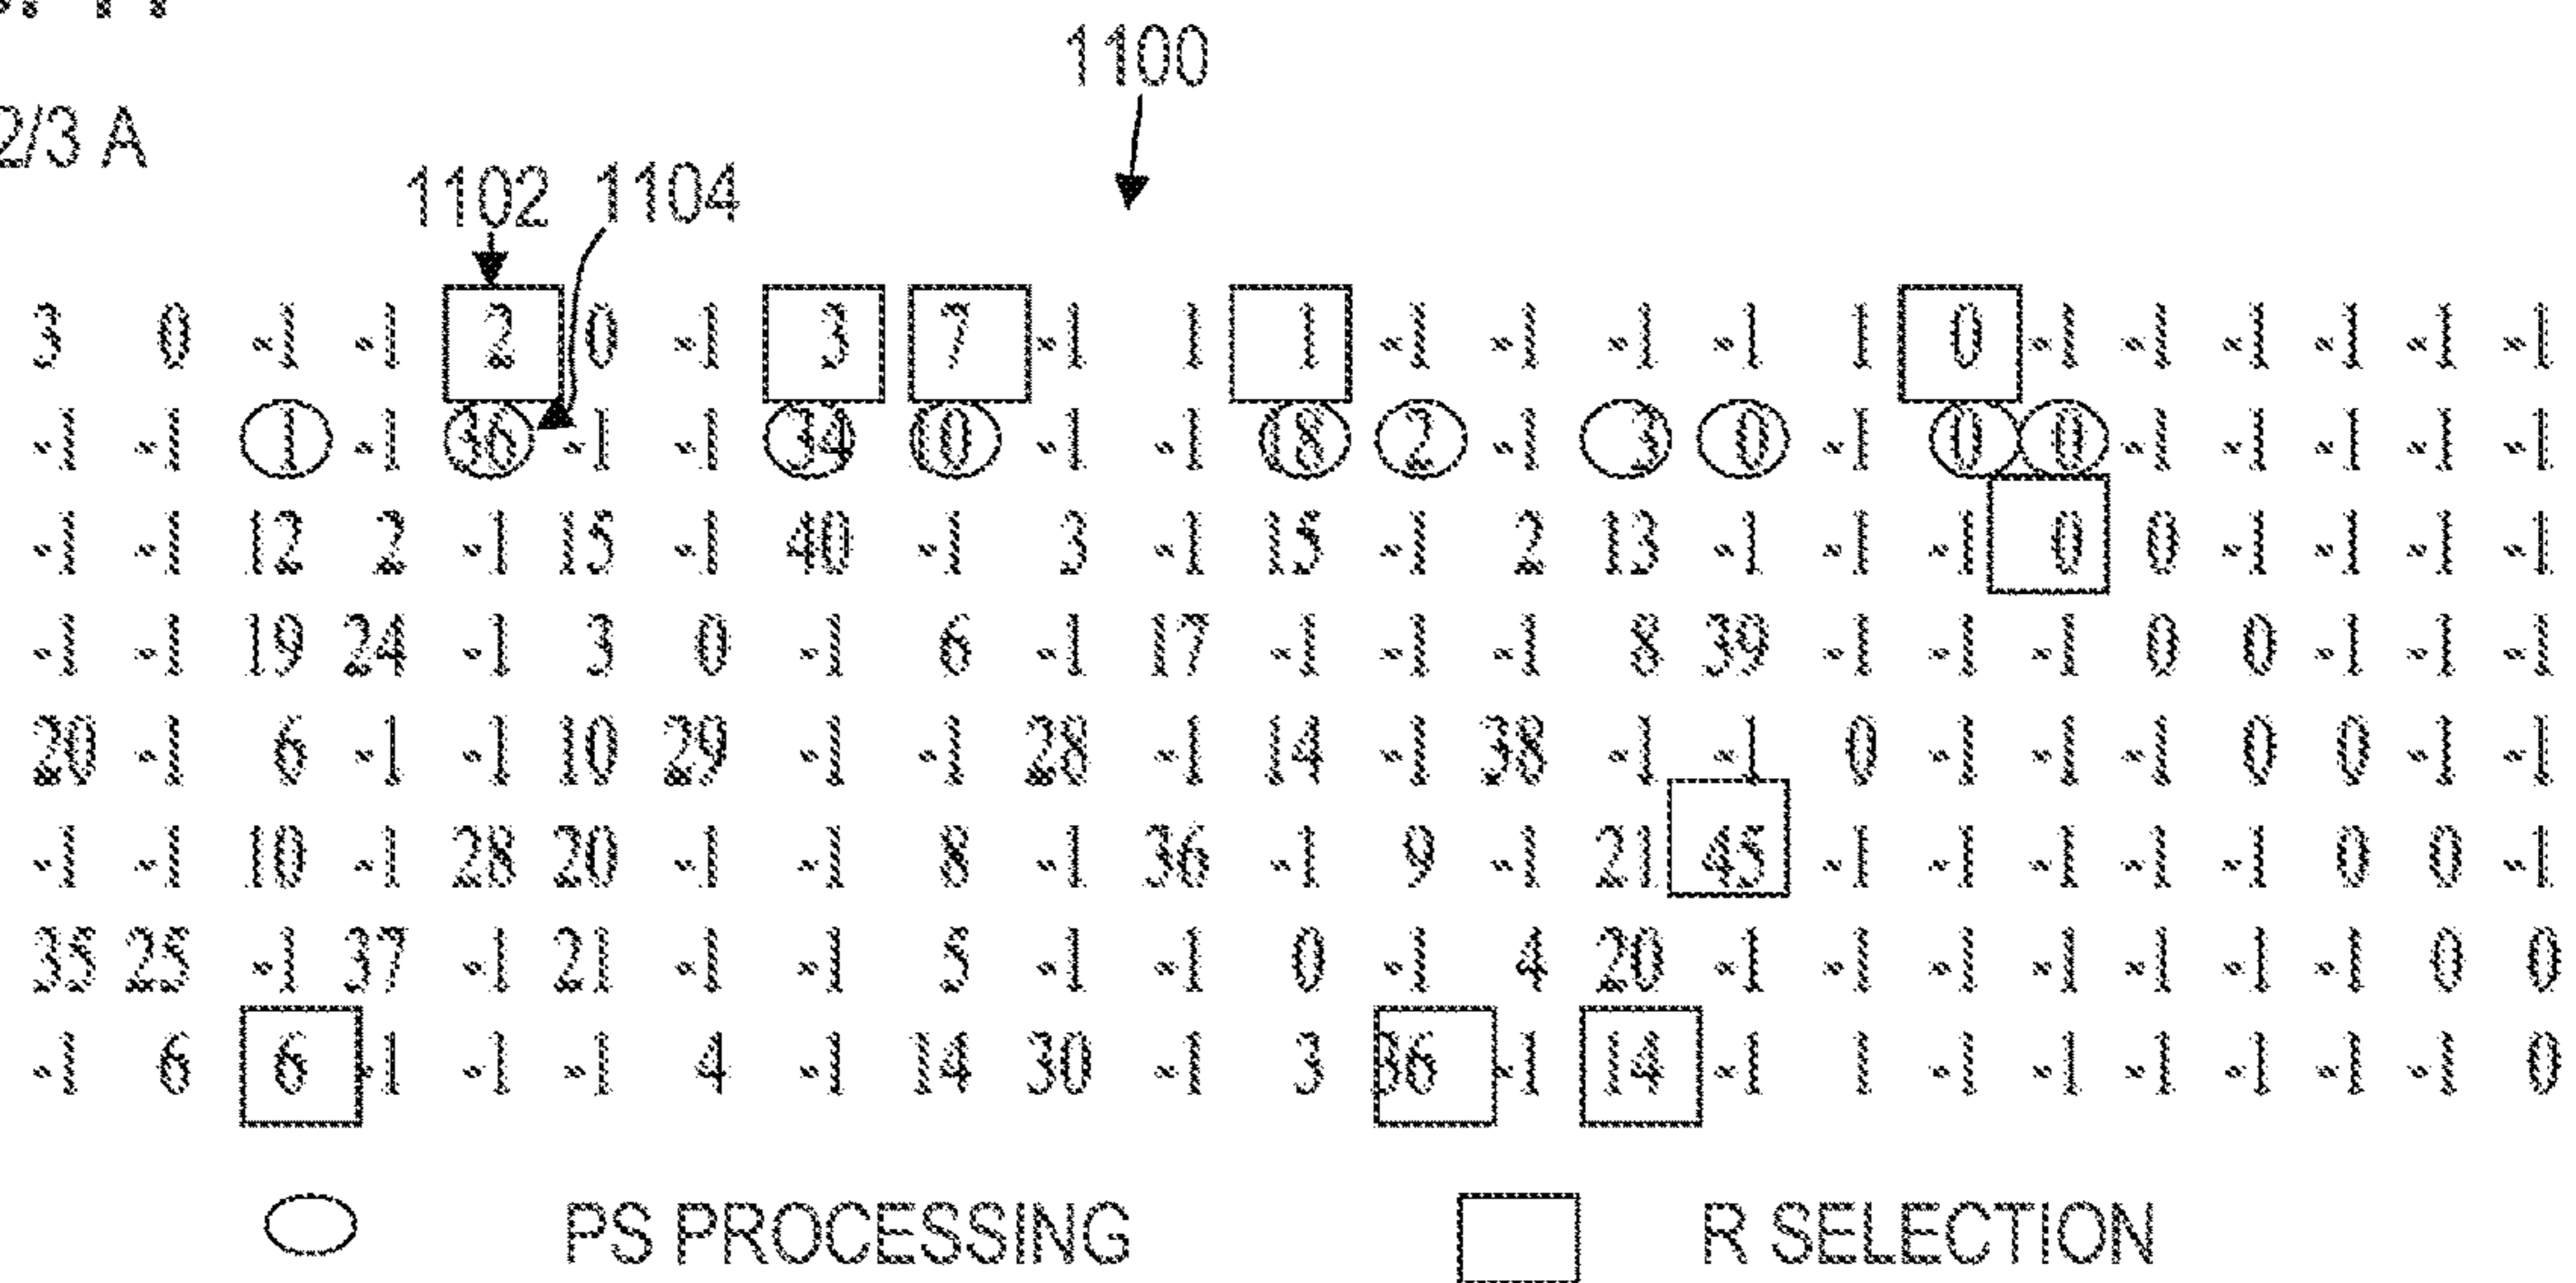 1100
2/3 A
1102 1104
3 0 -1 -1 2 0 -1 3 7 -1 1 1 -1 -1 -1 -1 1 0 -1 -1 -1 -1 -1 -1
-1 -1 1 -1 36 -1 -1 34 10 -1 -1 18 2 -1 3 0 -1 0 0 -1 -1 -1 -1 -1
-1 -1 12 2 -1 15 -1 40 -1 3 -1 15 -1 2 13 -1 -1 -1 0 0 -1 -1 -1 -1
-1 -1 19 24 -1 3 0 -1 6 -1 17 -1 -1 -1 8 39 -1 -1 -1 0 0 -1 -1 -1
20 -1 6 -1 -1 10 29 -1 -1 28 -1 14 -1 38 -1 -1 0 -1 -1 -1 0 0 -1 -1
-1 -1 10 -1 28 20 -1 -1 8 -1 36 -1 9 -1 21 45 -1 -1 -1 -1 -1 0 0 -1
35 25 -1 37 -1 21 -1 -1 5 -1 -1 0 -1 4 20 -1 -1 -1 -1 -1 -1 -1 0 0
-1 6 6 -1 -1 -1 4 -1 14 30 -1 3 36 -1 14 -1 1 -1 -1 -1 -1 -1 -1 0
PS PROCESSING R SELECTION